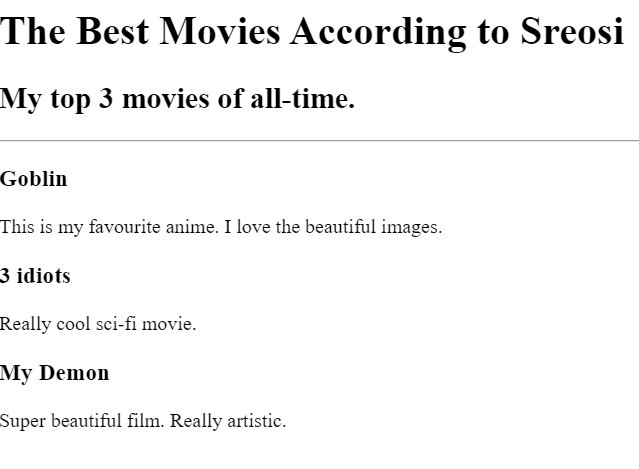 The Best Movies According to Sreosi
My top 3 movies of all-time.
Goblin
This is my favourite anime. I love the beautiful images.
3 idiots
Really cool sci-fi movie.
My Demon
Super beautiful film. Really artistic.